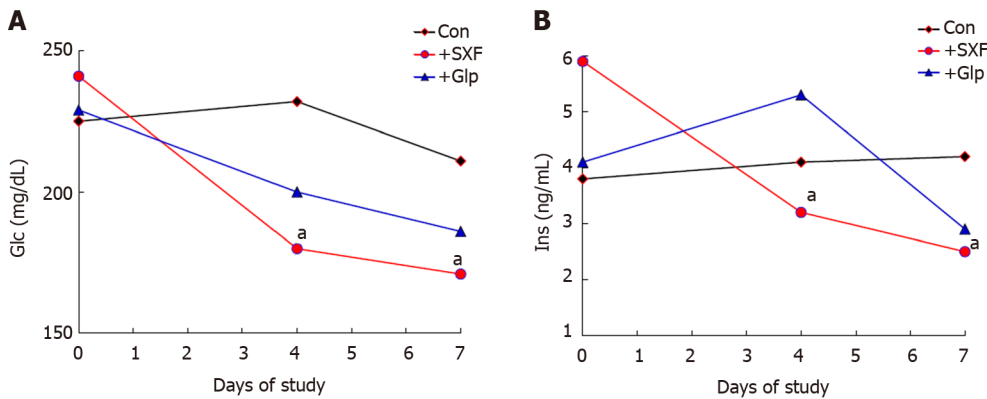 A
Con
+SXF
+Glp
250
200
150
Glc (mg/dL)
a
a
0 1 2 3 4 5 6 7
Days of study
B
Con
+SXF
+Glp
6
5
4
3
2
1
Ins (ng/mL)
a
a
0 1 2 3 4 5 6 7
Days of study